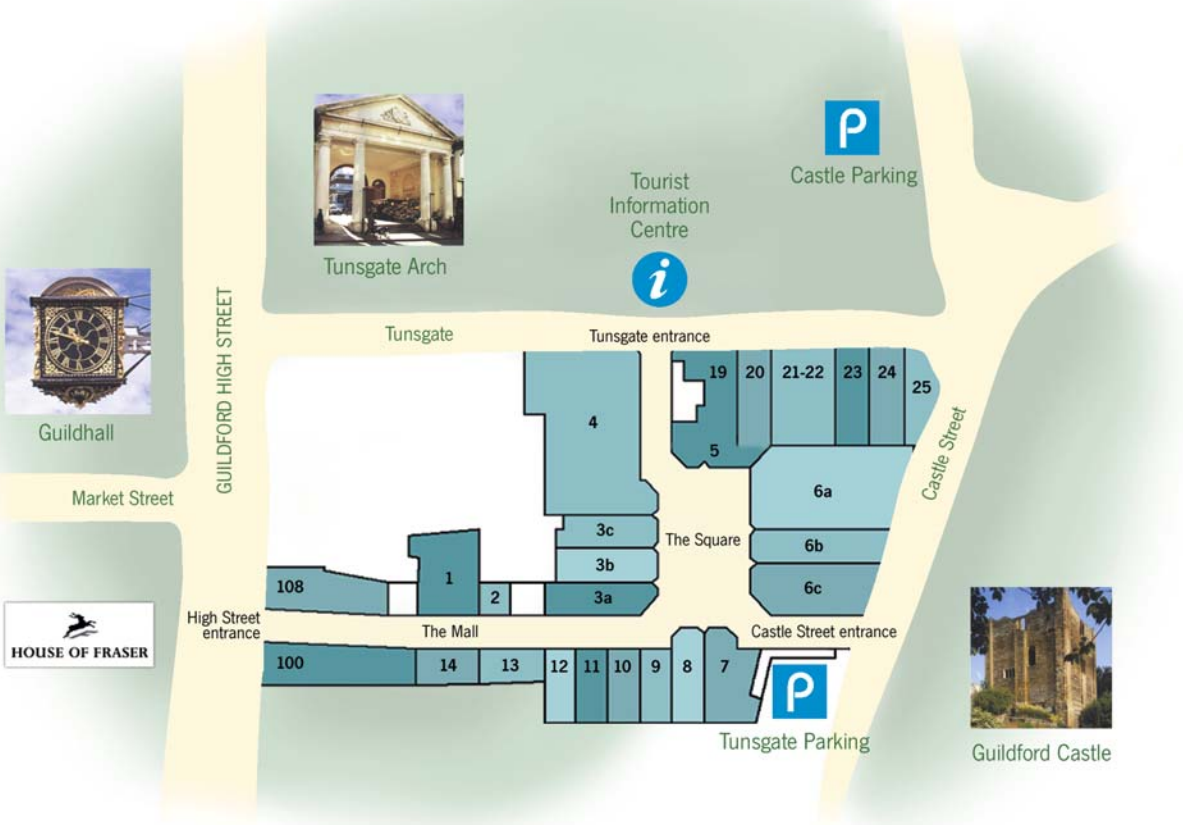 P
Castle Parking
Tourist
Information
Centre
i
Tunsgate Arch
Guildhall
GUILDFORD HIGH STREET
Tunsgate
Tunsgate entrance
Market Street
Castle Street
4
19
20
21-22
23
24
25
5
6a
3c
The Square
3b
6b
6c
1
2
3a
108
High Street
entrance
The Mall
Castle Street entrance
HOUSE OF FRASER
100
14
13
12
11
10
9
8
7
P
Tunsgate Parking
Guildford Castle